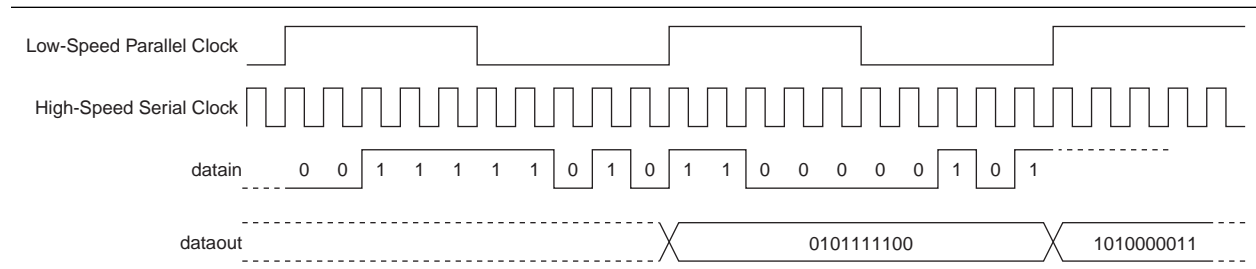 Low-Speed Parallel Clock
High-Speed Serial Clock
datain 0 0 1 1 1 1 1 0 1 0 1 1 0 0 0 0 0 1 0 1
dataout 0101111100 1010000011